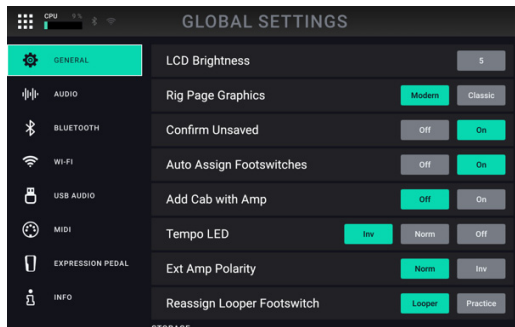 CPU 9% GLOBAL SETTINGS
GENERAL
LCD Brightness 5
AUDIO
Rig Page Graphics Modern Classic
BLUETOOTH
Confirm Unsaved Off On
WI-FI
Auto Assign Footswitches Off On
USB AUDIO
Add Cab with Amp Off On
MIDI
Tempo LED Inv Norm Off
EXPRESSION PEDAL
Ext Amp Polarity Norm Inv
INFO
Reassign Looper Footswitch Looper Practice
STORAGE